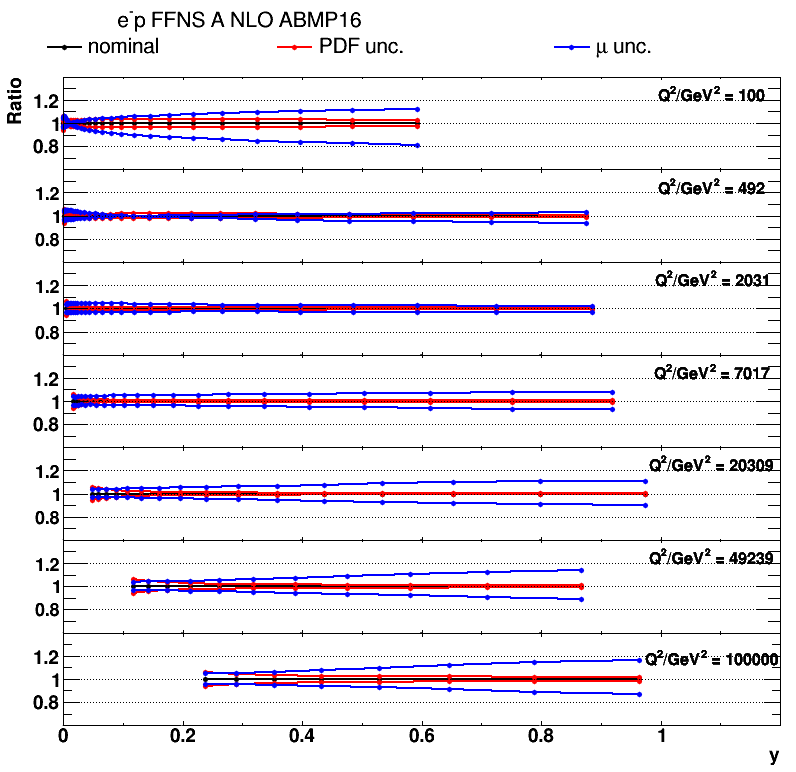 e⁻p FFNS A NLO ABMP16
nominal PDF unc. μ unc.
Ratio
Q²/GeV² = 100
1.2
1
0.8
Q²/GeV² = 492
1.2
1
0.8
Q²/GeV² = 2031
1.2
1
0.8
Q²/GeV² = 7017
1.2
1
0.8
Q²/GeV² = 20309
1.2
1
0.8
Q²/GeV² = 49239
1.2
1
0.8
Q²/GeV² = 100000
1.2
1
0.8
0 0.2 0.4 0.6 0.8 1
y